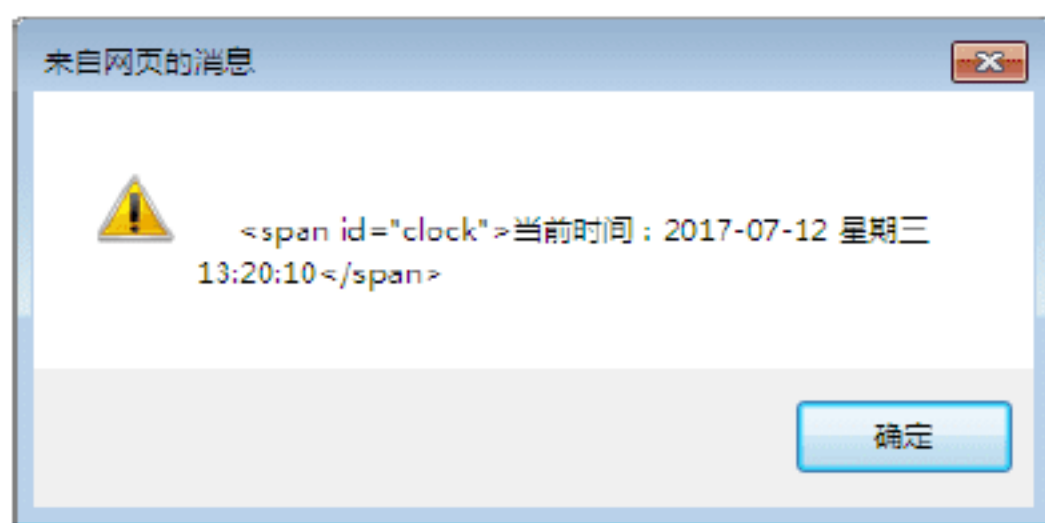 来自网页的消息
<span id="clock">当前时间：2017-07-12 星期三
13:20:10</span>
确定